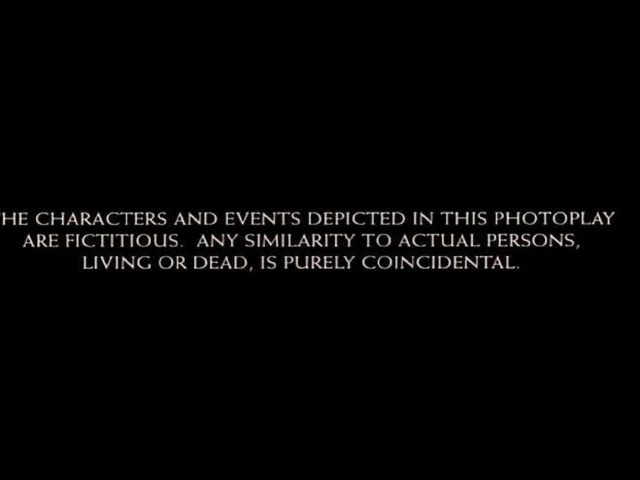 HE CHARACTERS AND EVENTS DEPICTED IN THIS PHOTOPLAY
ARE FICTITIOUS. ANY SIMILARITY TO ACTUAL PERSONS,
LIVING OR DEAD, IS PURELY COINCIDENTAL.